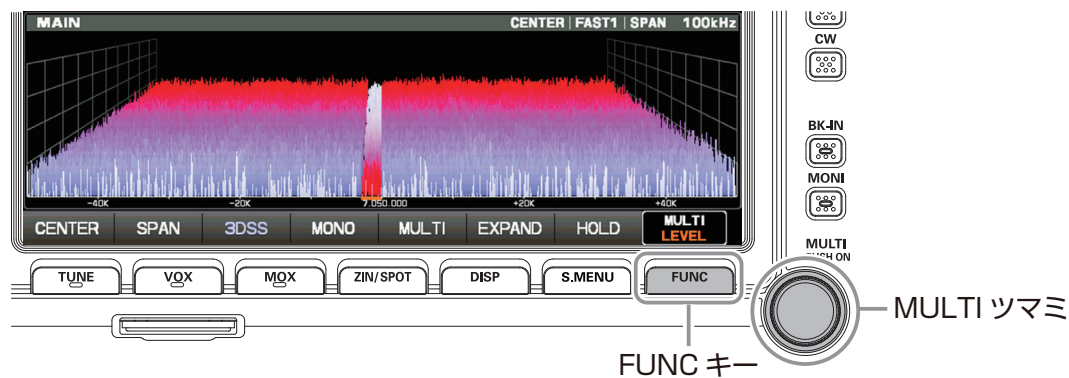 MAIN CENTER | FAST1 | SPAN 100kHz
CW
BK-IN
MONI
-40K -20K 7.050.000 +20K +40K
CENTER SPAN 3DSS MONO MULTI EXPAND HOLD MULTI
LEVEL
MULTI
PUSH ON
TUNE VOX MOX ZIN/SPOT DISP S.MENU FUNC
MULTI ツマミ
FUNC キー